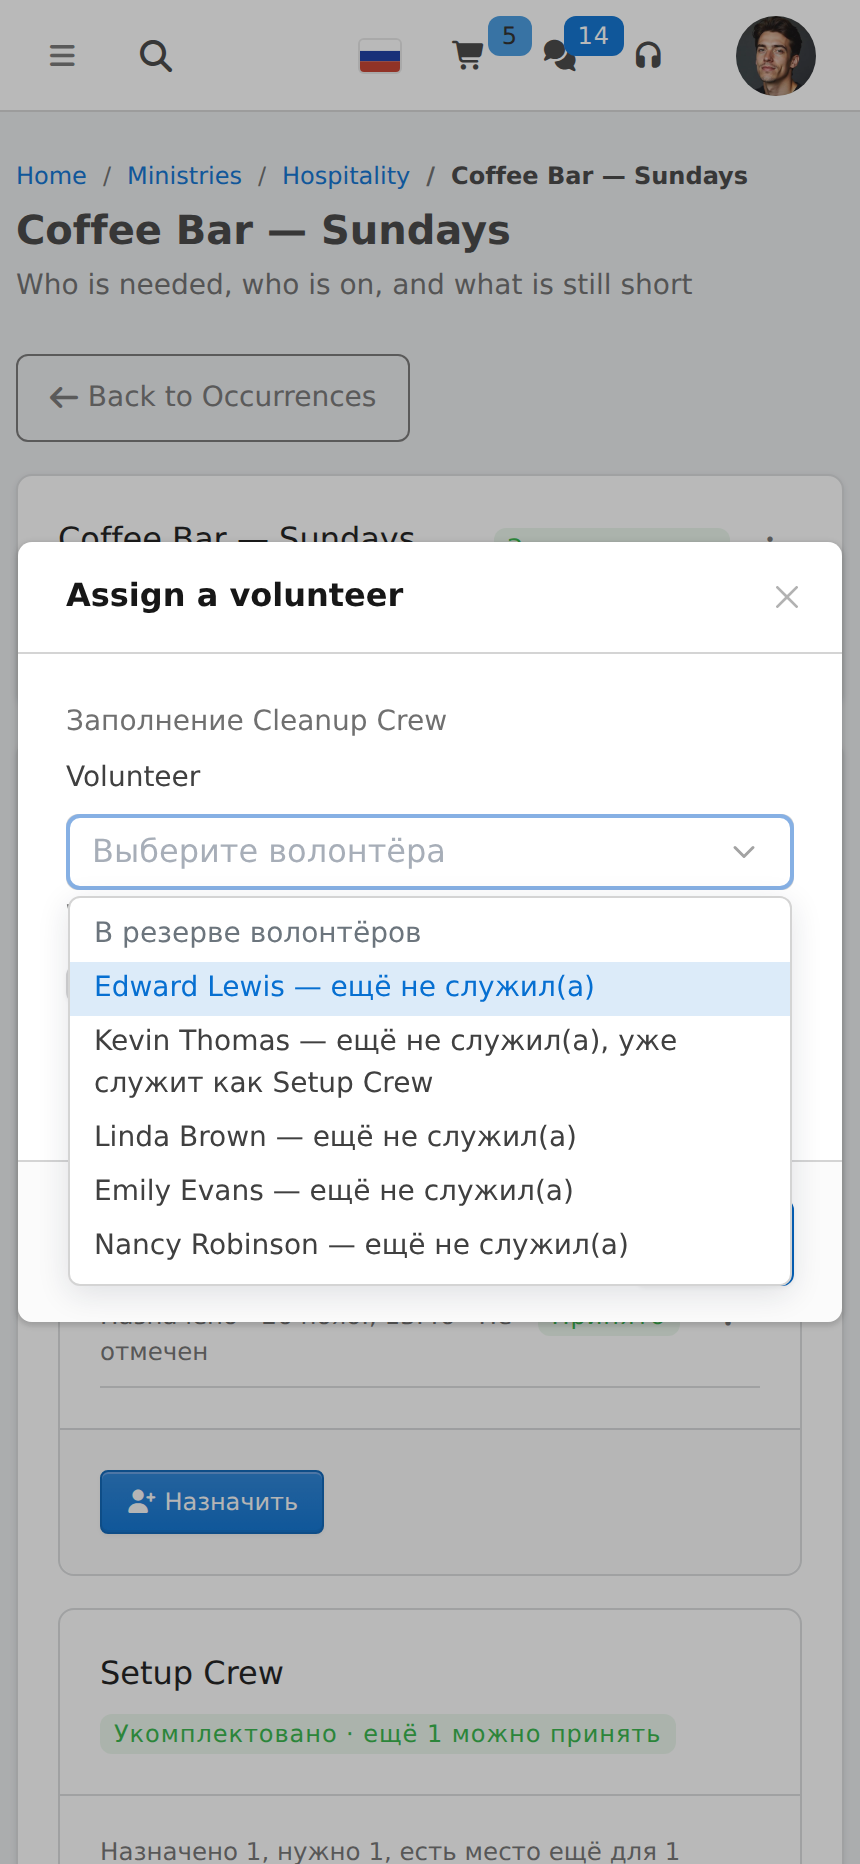 5
14
Home / Ministries / Hospitality / Coffee Bar — Sundays
Coffee Bar — Sundays
Who is needed, who is on, and what is still short
Back to Occurrences
Coffee Bar — Sundays
Assign a volunteer
Заполнение Cleanup Crew
Volunteer
Выберите волонтёра
В резерве волонтёров
Edward Lewis — ещё не служил(а)
Kevin Thomas — ещё не служил(а), уже
служит как Setup Crew
Linda Brown — ещё не служил(а)
Emily Evans — ещё не служил(а)
Nancy Robinson — ещё не служил(а)
отмечен
Назначить
Setup Crew
Укомплектовано · ещё 1 можно принять
Назначено 1, нужно 1, есть место ещё для 1